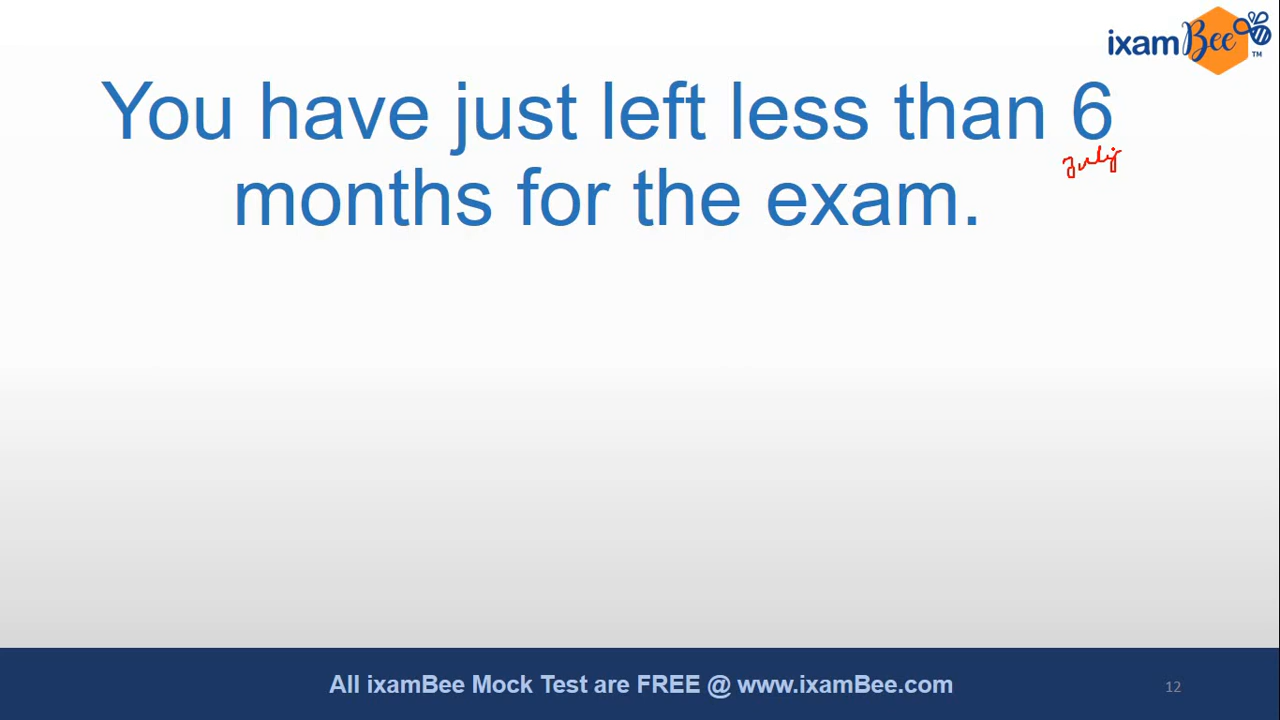 ixamBee
TM
You have just left less than 6
July
months for the exam.
All ixamBee Mock Test are FREE @ www.ixamBee.com
12